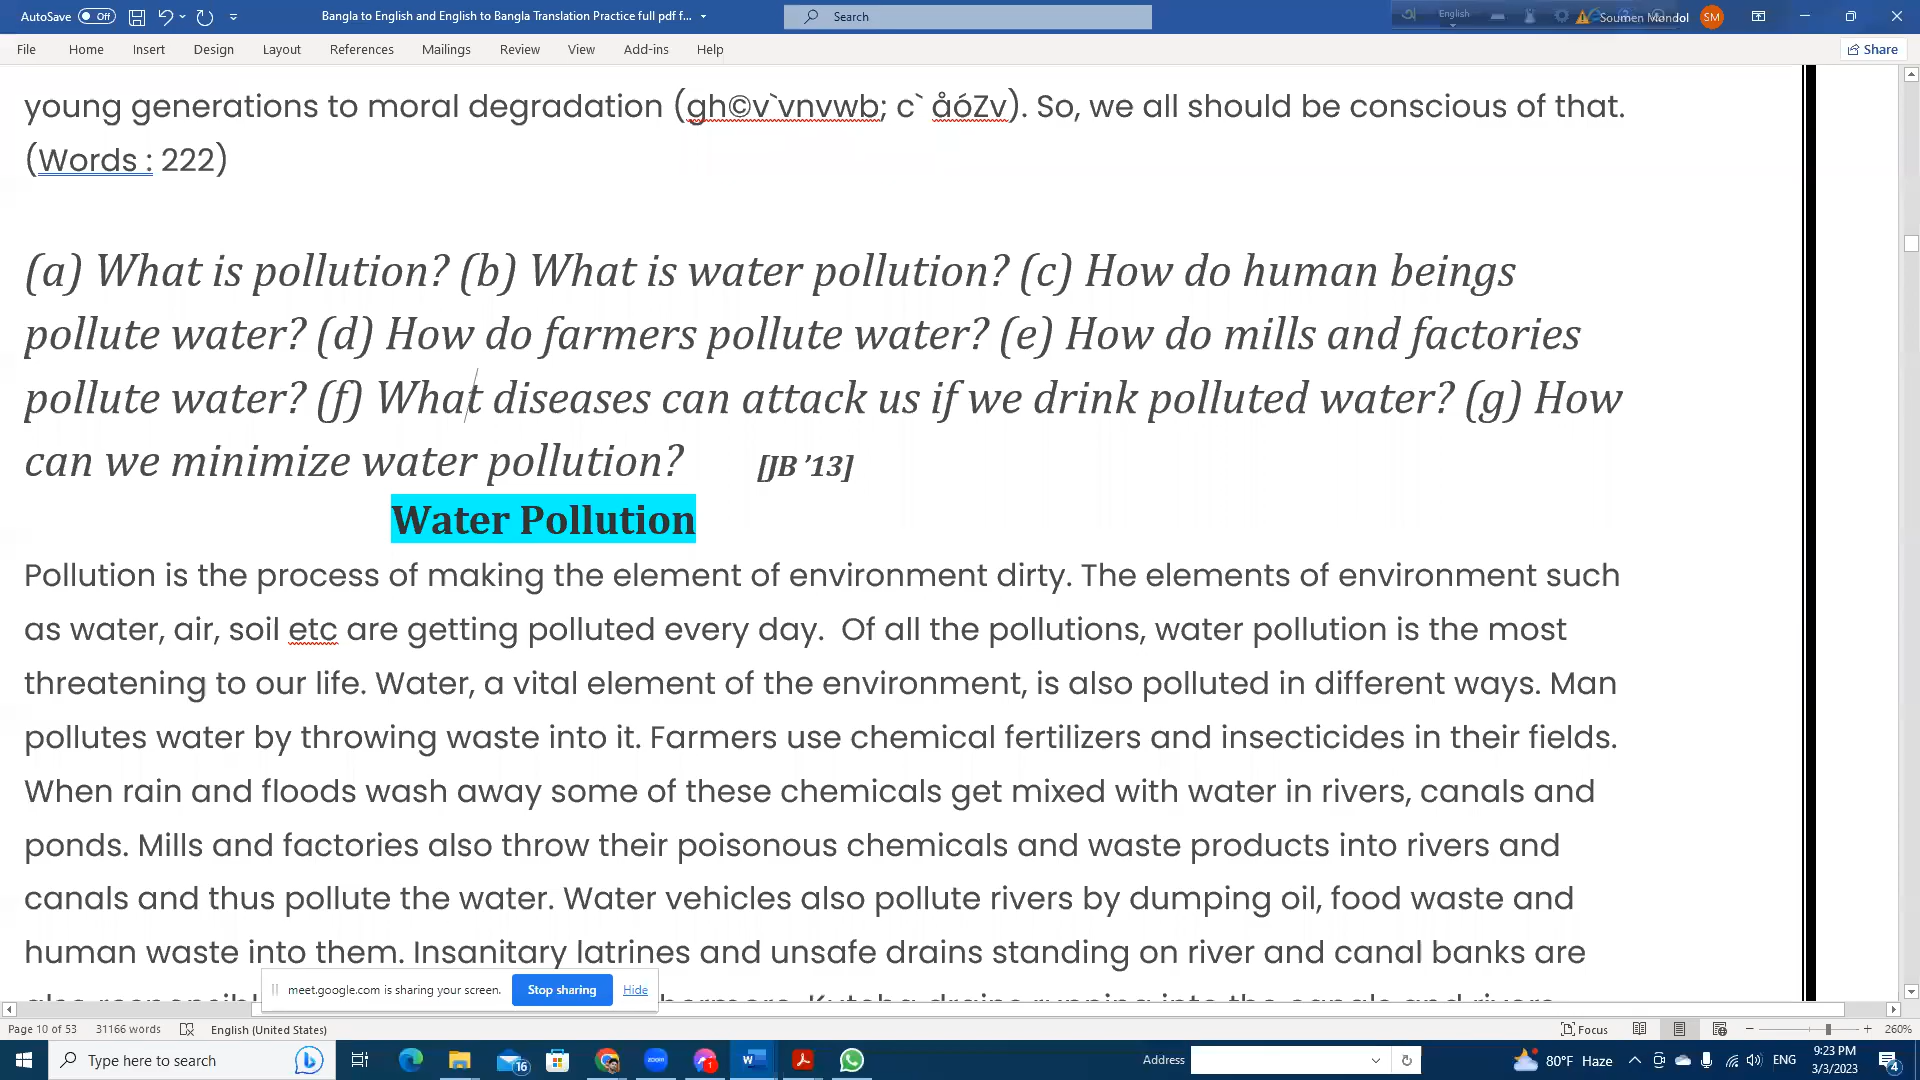 AutoSave Off Bangla to English and English to Bangla Translation Practice full pdf f... Search English Soumen Mondol SM
File Home Insert Design Layout References Mailings Review View Add-ins Help Share
young generations to moral degradation (gh©v`vnvwb; c` åóZv). So, we all should be conscious of that.
(Words : 222)
(a) What is pollution? (b) What is water pollution? (c) How do human beings
pollute water? (d) How do farmers pollute water? (e) How do mills and factories
pollute water? (f) What diseases can attack us if we drink polluted water? (g) How
can we minimize water pollution? [JB ’13]
Water Pollution
Pollution is the process of making the element of environment dirty. The elements of environment such
as water, air, soil etc are getting polluted every day. Of all the pollutions, water pollution is the most
threatening to our life. Water, a vital element of the environment, is also polluted in different ways. Man
pollutes water by throwing waste into it. Farmers use chemical fertilizers and insecticides in their fields.
When rain and floods wash away some of these chemicals get mixed with water in rivers, canals and
ponds. Mills and factories also throw their poisonous chemicals and waste products into rivers and
canals and thus pollute the water. Water vehicles also pollute rivers by dumping oil, food waste and
human waste into them. Insanitary latrines and unsafe drains standing on river and canal banks are
meet.google.com is sharing your screen. Stop sharing Hide
Page 10 of 53 31166 words English (United States) Focus 260%
Type here to search 16 zoom 1 Address 80°F Haze ENG 9:23 PM
3/3/2023 4